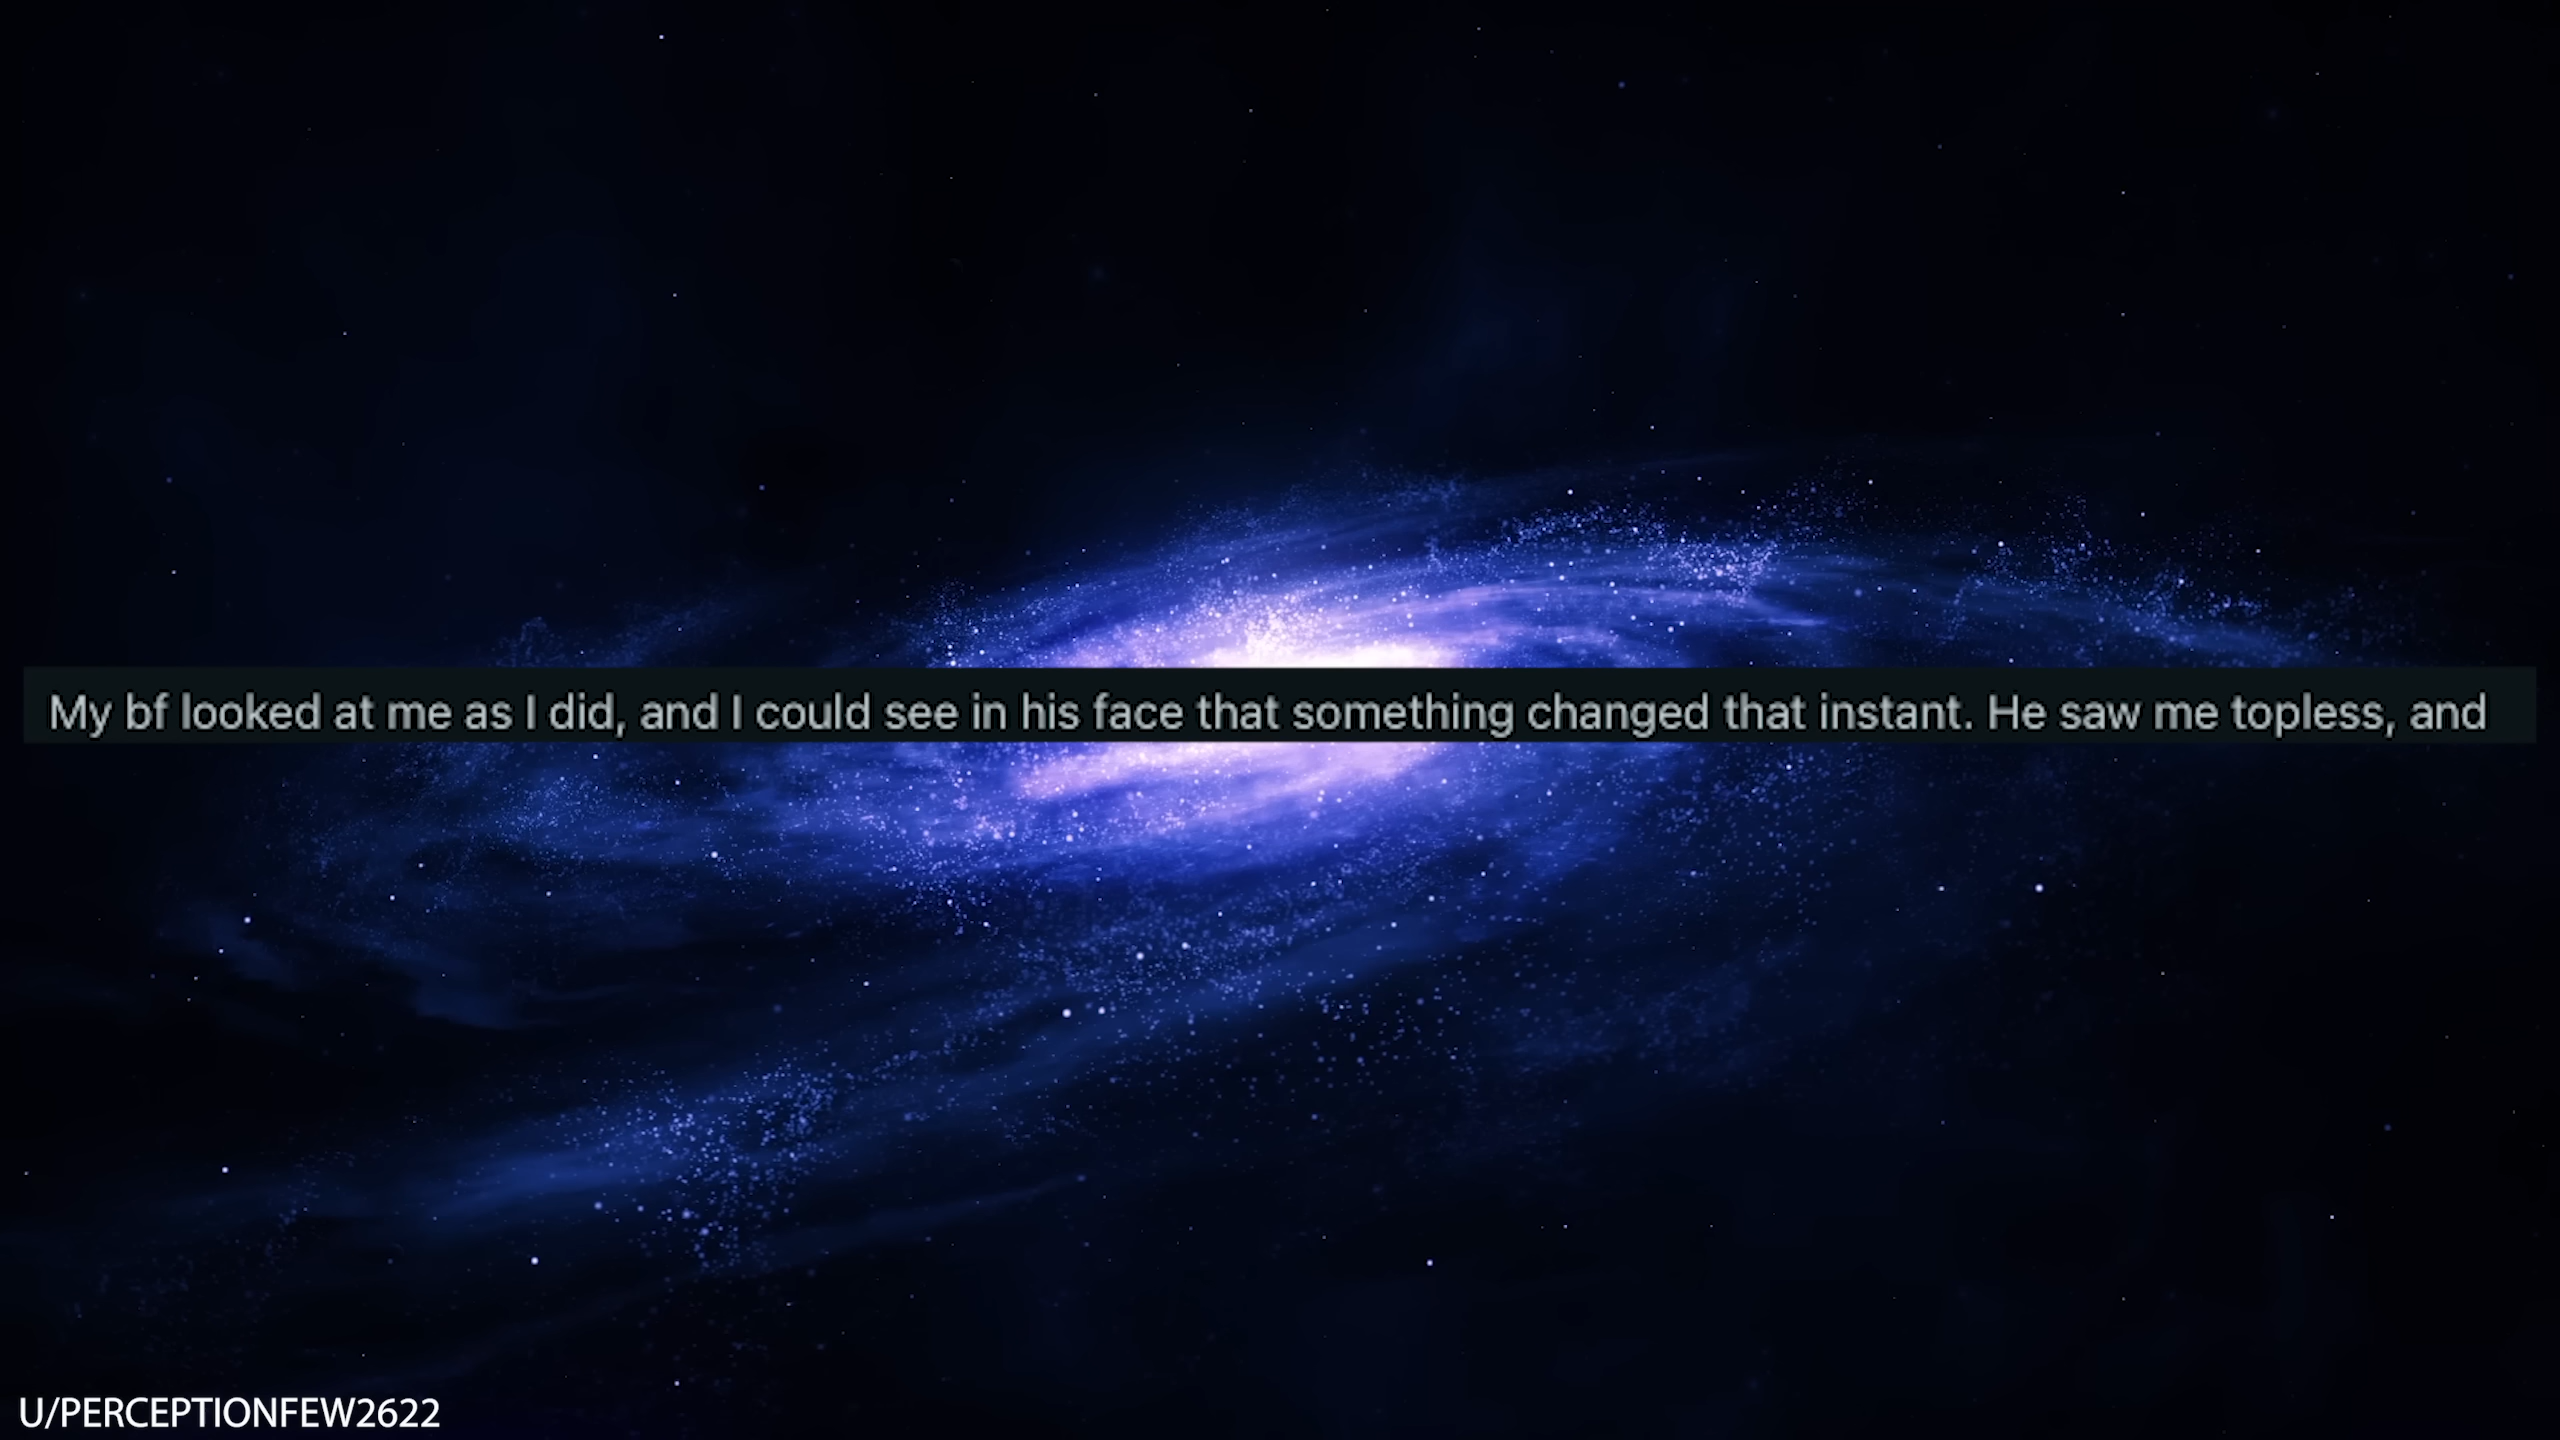 My bf looked at me as I did, and I could see in his face that something changed that instant. He saw me topless, and
U/PERCEPTIONFEW2622